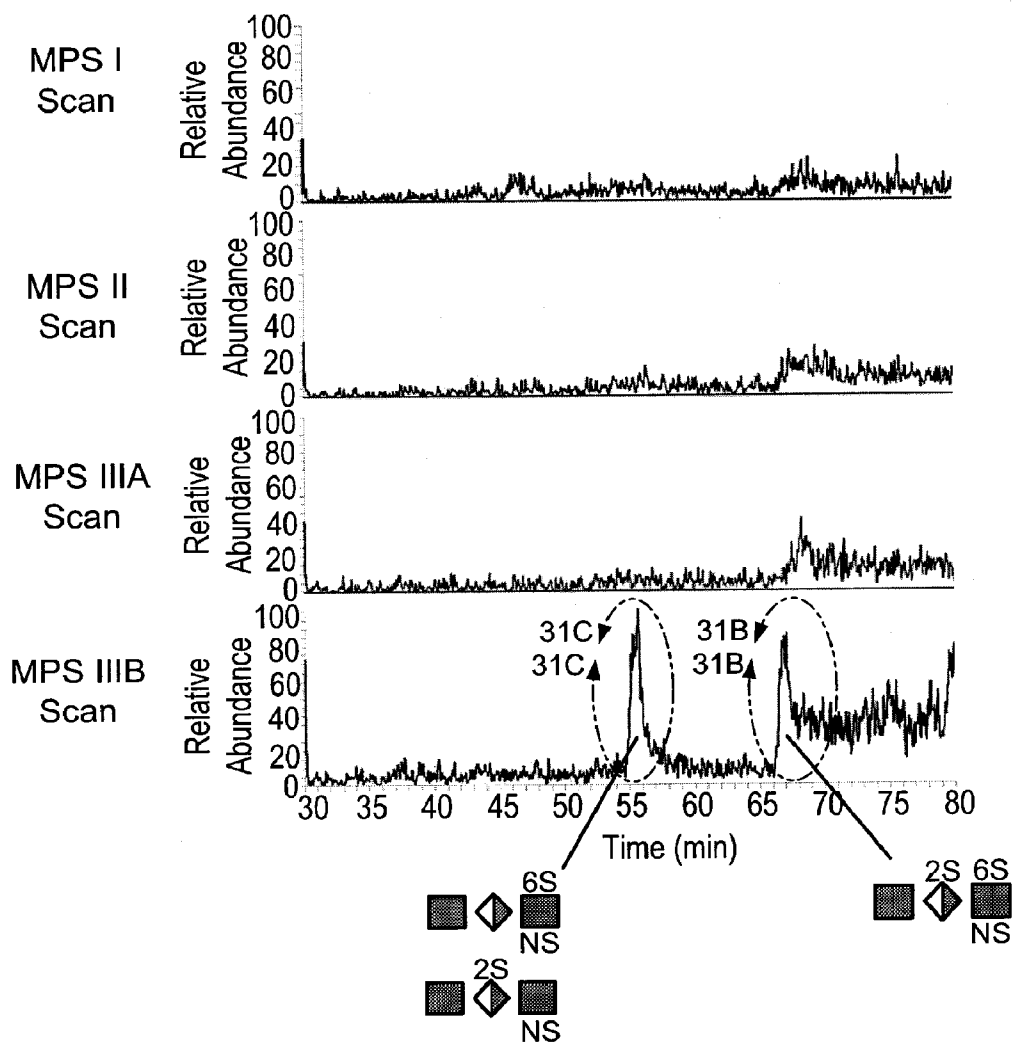 MPS I
Scan
Relative
Abundance
100
80
60
40
20
0
MPS II
Scan
Relative
Abundance
100
80
60
40
20
0
MPS IIIA
Scan
Relative
Abundance
100
80
60
40
20
0
MPS IIIB
Scan
Relative
Abundance
100
80
60
40
20
0
31C
31C
31B
31B
30 35 40 45 50 55 60 65 70 75 80
Time (min)
6S
NS
2S
NS
2S 6S
NS